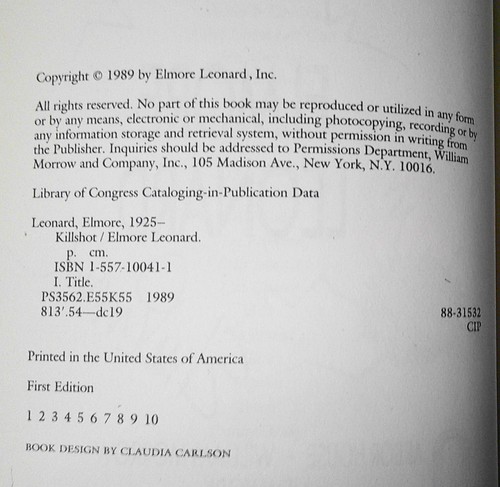 Copyright © 1989 by Elmore Leonard, Inc.
All rights reserved. No part of this book may be reproduced or utilized in any form
or by any means, electronic or mechanical, including photocopying, recording or by
any information storage and retrieval system, without permission in writing from
the Publisher. Inquiries should be addressed to Permissions Department, William
Morrow and Company, Inc., 105 Madison Ave., New York, N.Y. 10016.
Library of Congress Cataloging-in-Publication Data
Leonard, Elmore, 1925–
Killshot / Elmore Leonard.
p. cm.
ISBN 1-557-10041-1
I. Title.
PS3562.E55K55 1989
813'.54—dc19
88-31532
CIP
Printed in the United States of America
First Edition
1 2 3 4 5 6 7 8 9 10
BOOK DESIGN BY CLAUDIA CARLSON